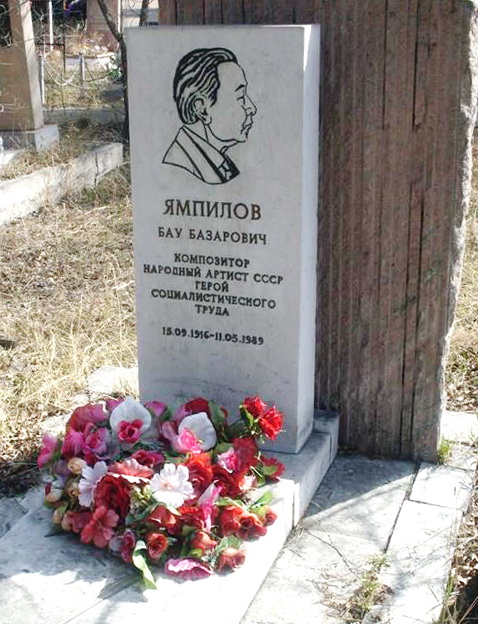 ЯМПИЛОВ
БАУ БАЗАРОВИЧ
КОМПОЗИТОР
НАРОДНЫЙ АРТИСТ СССР
ГЕРОЙ
СОЦИАЛИСТИЧЕСКОГО
ТРУДА
15.09.1916-11.05.1989